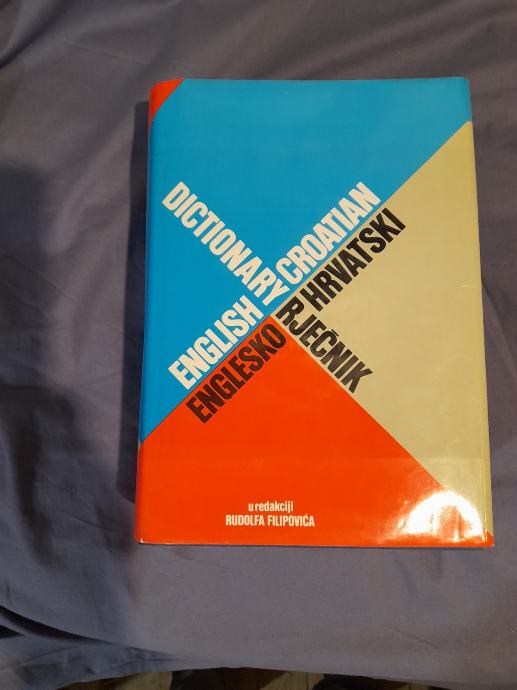 DICTIONARY
ENGLISH CROATIAN
ENGLESKO HRVATSKI
RJEČNIK
u redakciji
RUDOLFA FILIPOVIĆA